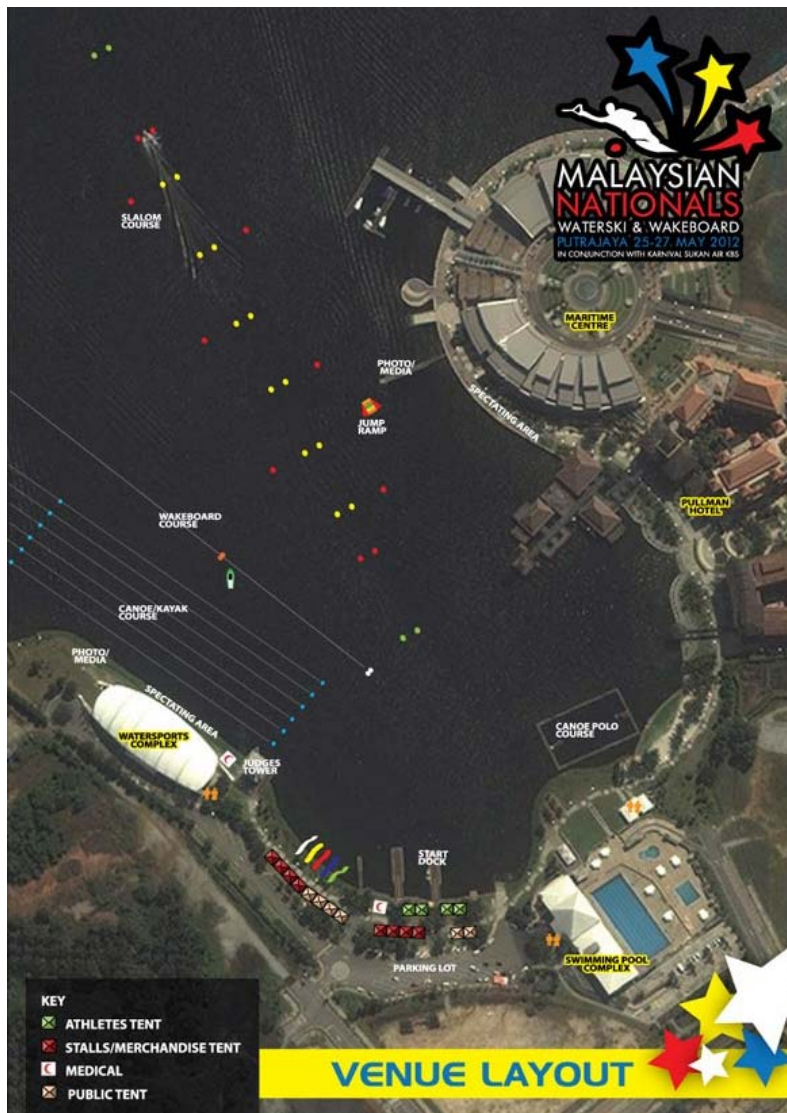 MALAYSIAN
NATIONALS
WATERSKI & WAKEBOARD
PUTRAJAYA 25-27. MAY 2012
IN CONJUNCTION WITH KARNIVAL SUKAN AIR KBS
SLALOM
COURSE
MARITIME
CENTRE
PHOTO/
MEDIA
JUMP
RAMP
SPECTATING AREA
PULLMAN
HOTEL
WAKEBOARD
COURSE
CANOE/KAYAK
COURSE
PHOTO/
MEDIA
SPECTATING AREA
WATERSPORTS
COMPLEX
JUDGES
TOWER
CANOE POLO
COURSE
START
DOCK
PARKING LOT
SWIMMING POOL
COMPLEX
KEY
ATHLETES TENT
STALLS/MERCHANDISE TENT
MEDICAL
PUBLIC TENT
VENUE LAYOUT